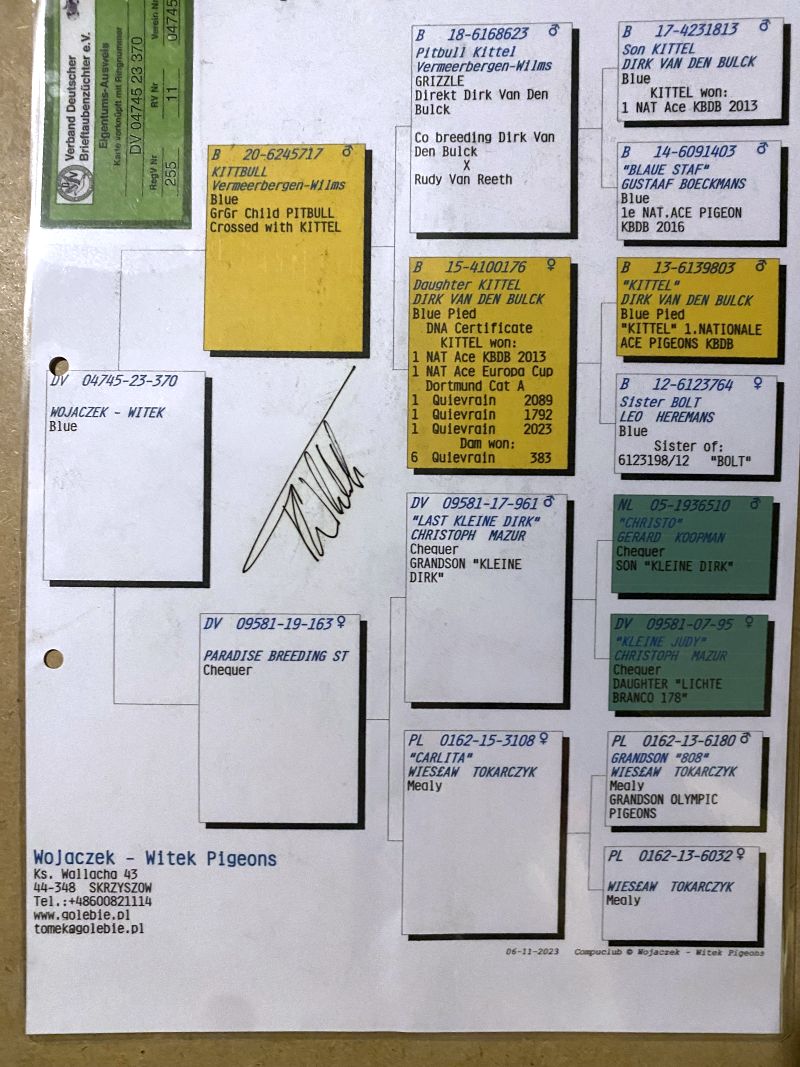 Verband Deutscher
Brieftaubenzüchter e.V.
Eigentums-Ausweis
Karte verknüpft mit Ringnummer
DV 04745 23 370
RegV Nr
RV Nr
Verein Nr
255
11
04745
B 20-6245717 ♂
KITTBULL
Vermeerbergen-Wilms
Blue
GrGr Child PITBULL
Crossed with KITTEL
DV 04745-23-370
WOJACZEK - WITEK
Blue
DV 09581-19-163 ♀
PARADISE BREEDING ST
Chequer
B 18-6168623 ♂
Pitbull Kittel
Vermeerbergen-Wilms
GRIZZLE
Direkt Dirk Van Den
Bulck
Co breeding Dirk Van
Den Bulck
X
Rudy Van Reeth
B 15-4100176 ♀
Daughter KITTEL
DIRK VAN DEN BULCK
Blue Pied
DNA Certificate
KITTEL won:
1 NAT Ace KBDB 2013
1 NAT Ace Europa Cup
Dortmund Cat A
1 Quievrain 2089
1 Quievrain 1792
1 Quievrain 2023
Dam won:
6 Quievrain 383
DV 09581-17-961 ♂
"LAST KLEINE DIRK"
CHRISTOPH MAZUR
Chequer
GRANDSON "KLEINE
DIRK"
PL 0162-15-3108 ♀
"CARLITA"
WIESŁAW TOKARCZYK
Mealy
B 17-4231813 ♂
Son KITTEL
DIRK VAN DEN BULCK
Blue
KITTEL won:
1 NAT Ace KBDB 2013
B 14-6091403 ♂
"BLAUE STAF"
GUSTAAF BOECKMANS
Blue
1e NAT.ACE PIGEON
KBDB 2016
B 13-6139803 ♂
"KITTEL"
DIRK VAN DEN BULCK
Blue Pied
"KITTEL" 1.NATIONALE
ACE PIGEONS KBDB
B 12-6123764 ♀
Sister BOLT
LEO HEREMANS
Blue
Sister of:
6123198/12 "BOLT"
NL 05-1936510 ♂
"CHRISTO"
GERARD KOOPMAN
Chequer
SON "KLEINE DIRK"
DV 09581-07-95 ♀
"KLEINE JUDY"
CHRISTOPH MAZUR
Chequer
DAUGHTER "LICHTE
BRANCO 178"
PL 0162-13-6180 ♂
GRANDSON "808"
WIESŁAW TOKARCZYK
Mealy
GRANDSON OLYMPIC
PIGEONS
PL 0162-13-6032 ♀
WIESŁAW TOKARCZYK
Mealy
Wojaczek - Witek Pigeons
Ks. Wallacha 43
44-348 SKRZYSZOW
Tel.:+48600821114
www.golebie.pl
tomek@golebie.pl
06-11-2023 Compuclub © Wojaczek - Witek Pigeons